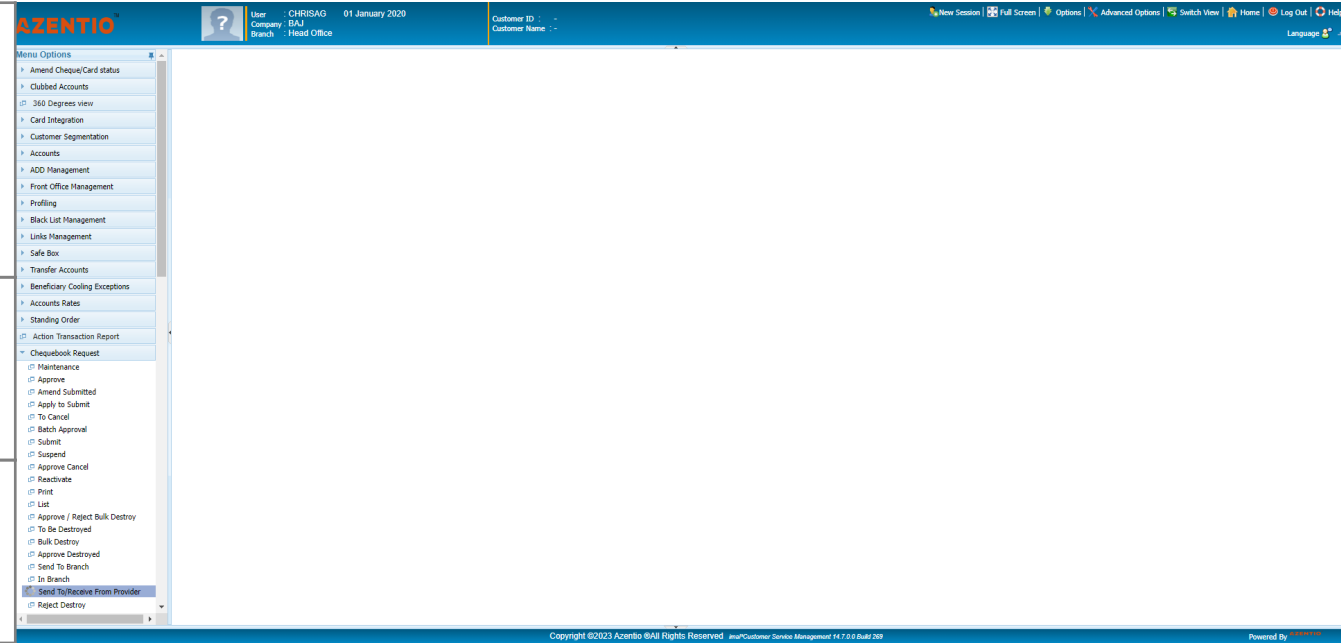 AZENTIO™
User : CHRISAG 01 January 2020
Company : BAJ
Branch : Head Office
Customer ID : -
Customer Name : -
New Session | Full Screen | Options | Advanced Options | Switch View | Home | Log Out | Help
Language
Menu Options
Amend Cheque/Card status
Clubbed Accounts
360 Degrees view
Card Integration
Customer Segmentation
Accounts
ADD Management
Front Office Management
Profiling
Black List Management
Links Management
Safe Box
Transfer Accounts
Beneficiary Cooling Exceptions
Accounts Rates
Standing Order
Action Transaction Report
Chequebook Request
Maintenance
Approve
Amend Submitted
Apply to Submit
To Cancel
Batch Approval
Submit
Suspend
Approve Cancel
Reactivate
Print
List
Approve / Reject Bulk Destroy
To Be Destroyed
Bulk Destroy
Approve Destroyed
Send To Branch
In Branch
Send To/Receive From Provider
Reject Destroy
Copyright ©2023 Azentio ®All Rights Reserved imal®Customer Service Management 14.7.0.0 Build 269
Powered By AZENTIO